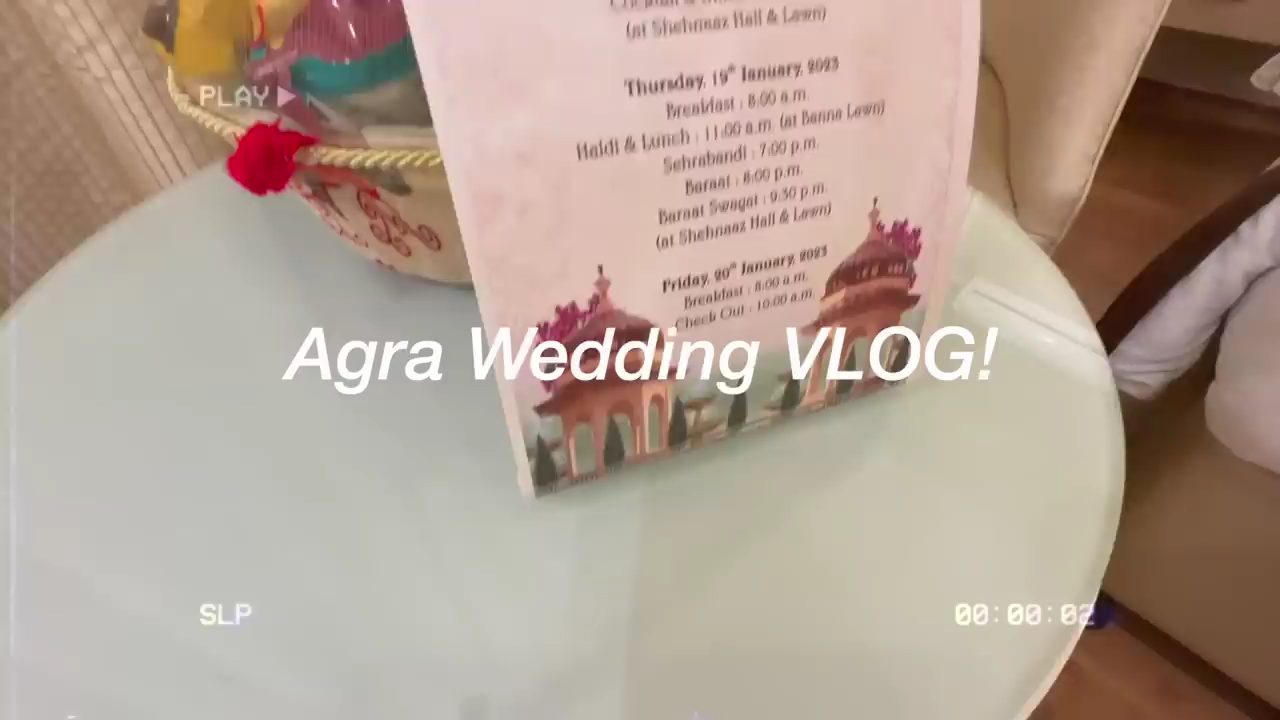 (at Shehnaaz Hall & Lawn)
Thursday, 19th January, 2023
Breakfast : 8:00 a.m.
Haldi & Lunch : 11:00 a.m. (at Banna Lawn)
Sehrabandi : 7:00 p.m.
Baraat : 8:00 p.m.
Baraat Swagat : 9:30 p.m.
(at Shehnaaz Hall & Lawn)
Friday, 20th January, 2023
Breakfast : 8:00 a.m.
Check Out : 10:00 a.m.
PLAY
Agra Wedding VLOG!
SLP
00:00:02